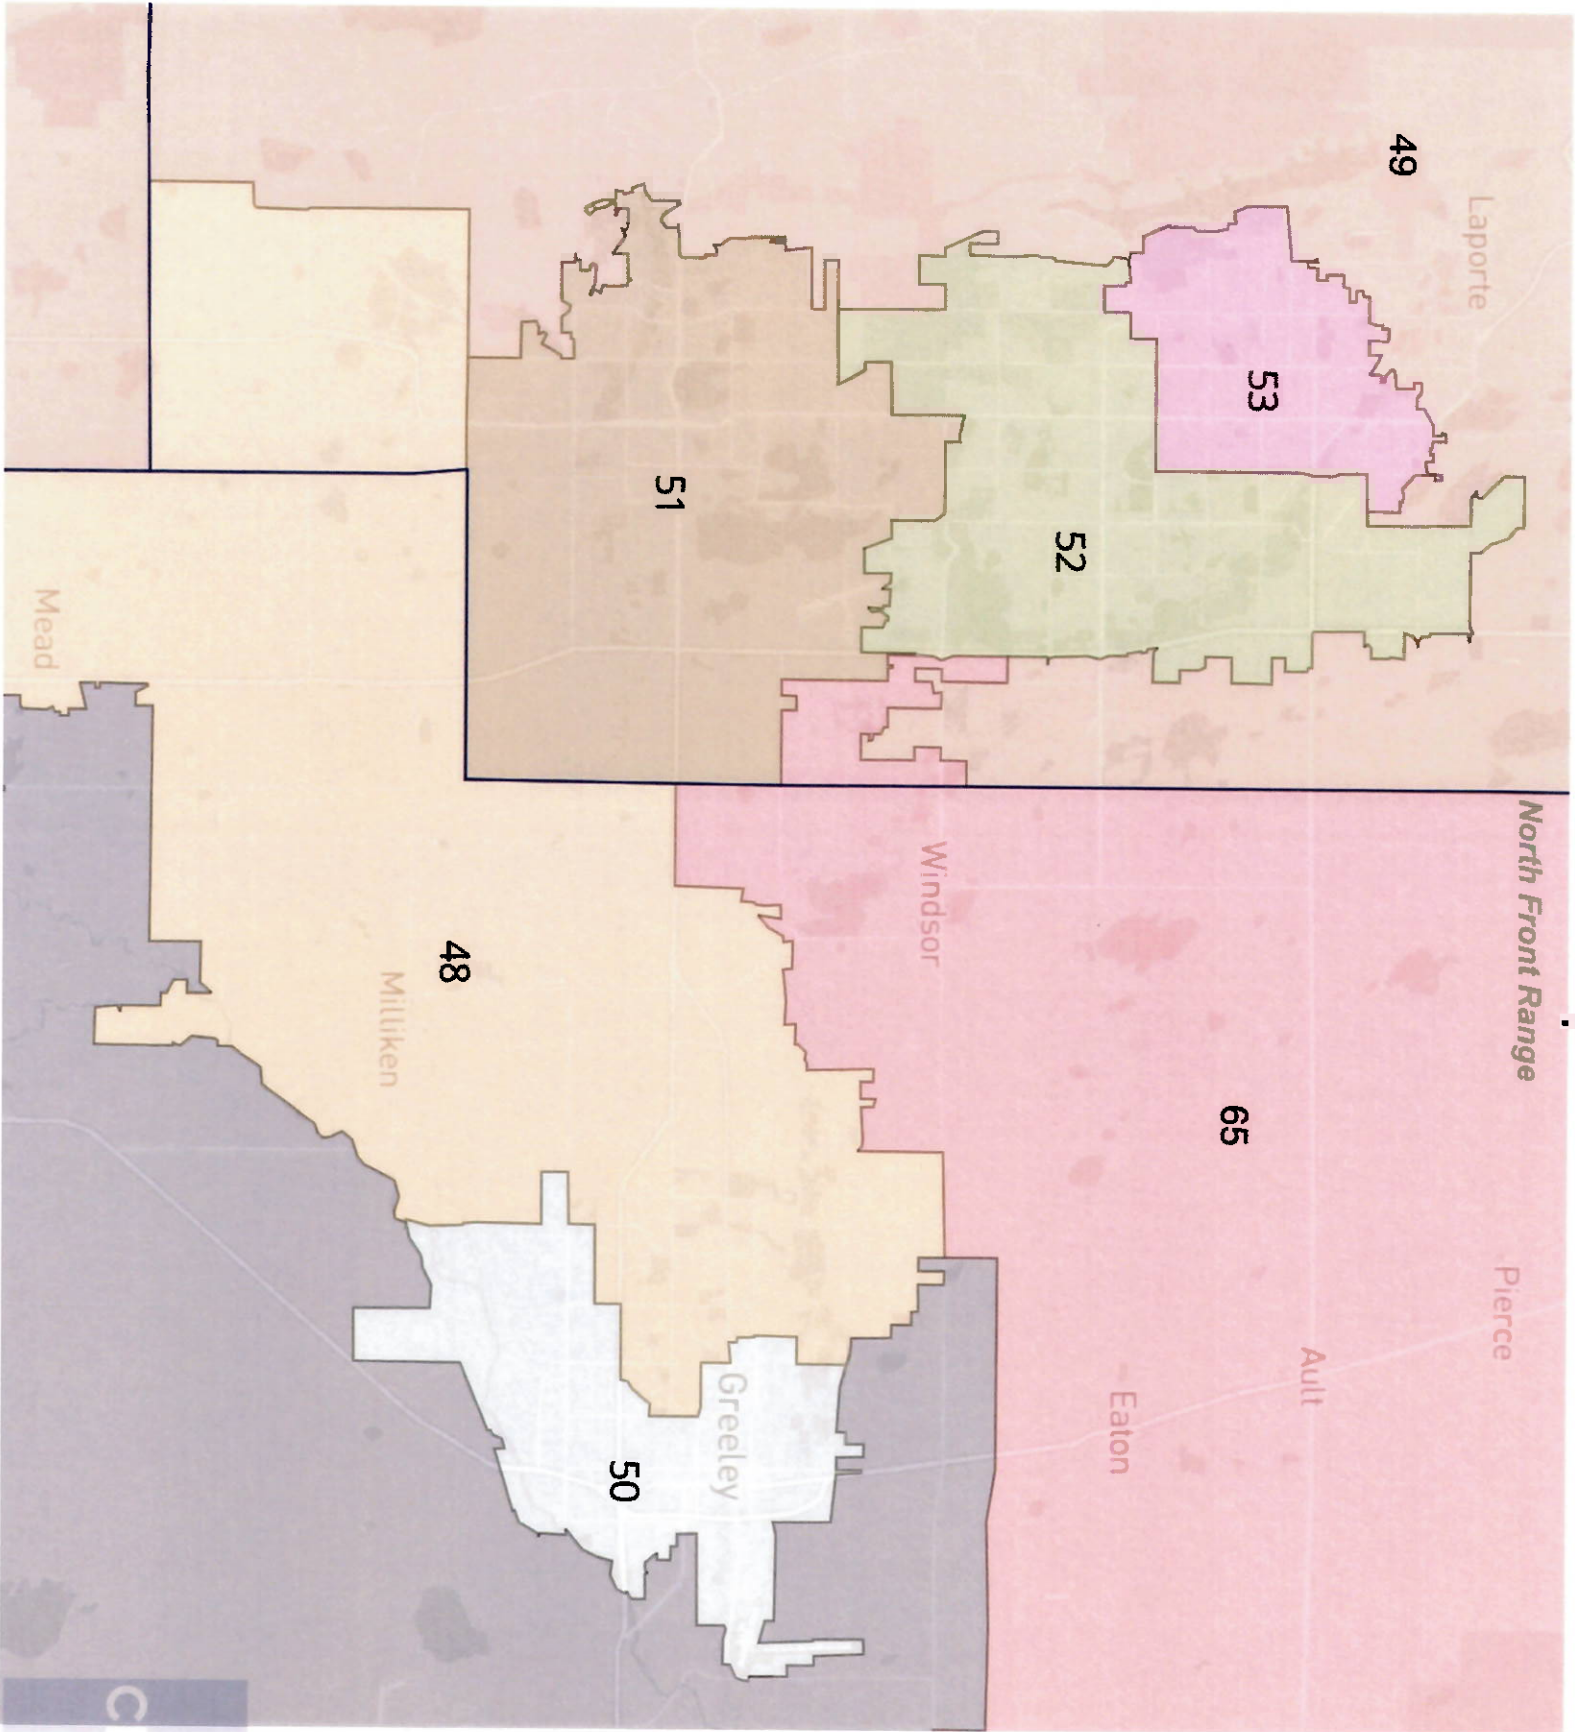 North Front Range
Laporte
49
Pierce
53
65
Ault
52
Eaton
Windsor
51
Greeley
50
48
Milliken
Mead
C